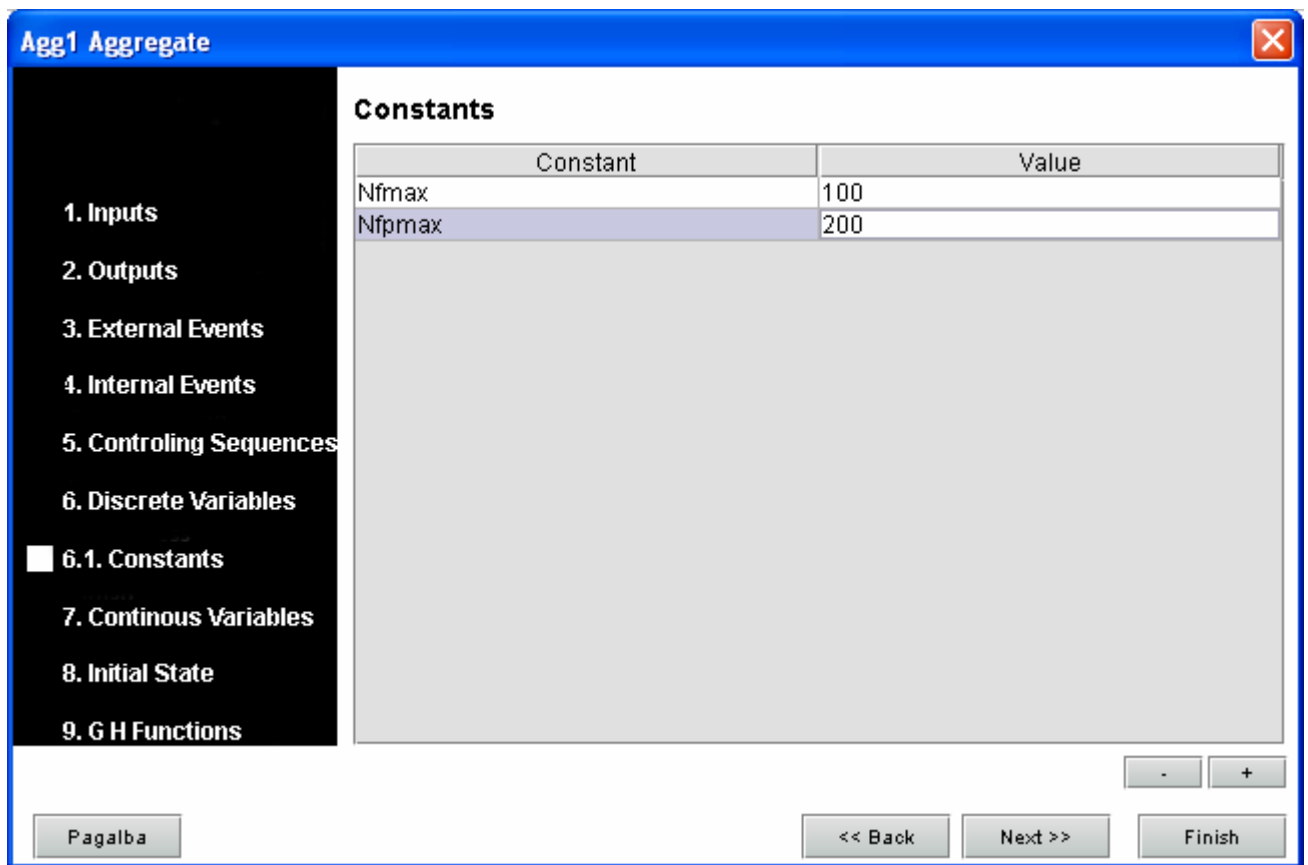 Agg1 Aggregate
Constants
Constant Value
Nfmax 100
Nfpmax 200
1. Inputs
2. Outputs
3. External Events
4. Internal Events
5. Controling Sequences
6. Discrete Variables
6.1. Constants
7. Continous Variables
8. Initial State
9. G H Functions
- +
Pagalba << Back Next >> Finish